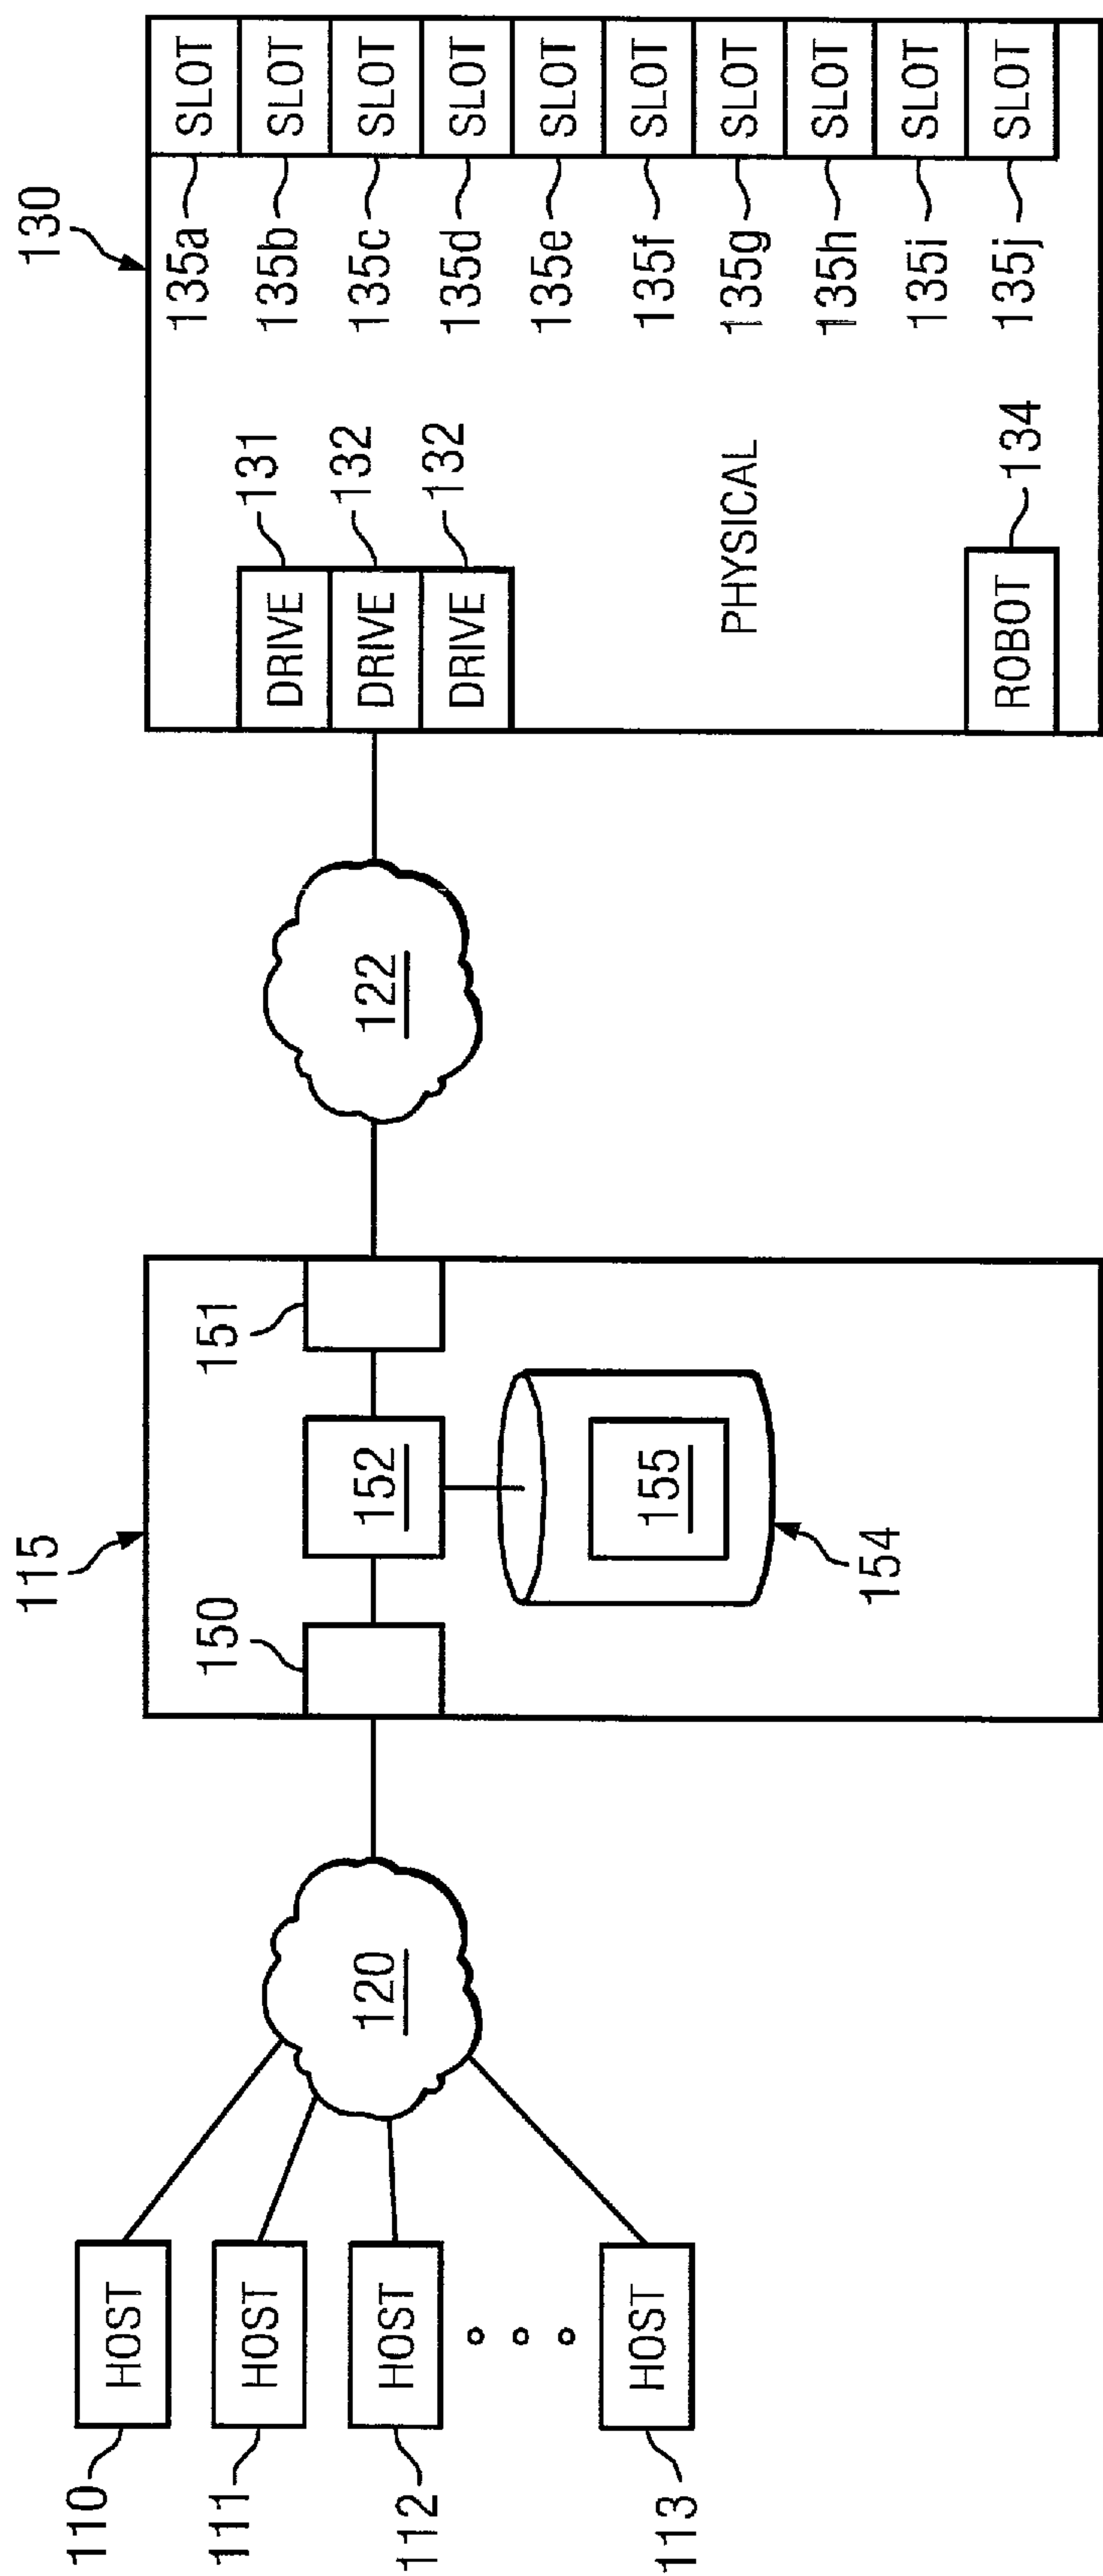 110
HOST
111
HOST
112
HOST
113
HOST
120
115
150
152
151
155
154
122
130
DRIVE
131
DRIVE
132
DRIVE
132
PHYSICAL
ROBOT
134
135a
SLOT
135b
SLOT
135c
SLOT
135d
SLOT
135e
SLOT
135f
SLOT
135g
SLOT
135h
SLOT
135i
SLOT
135j
SLOT